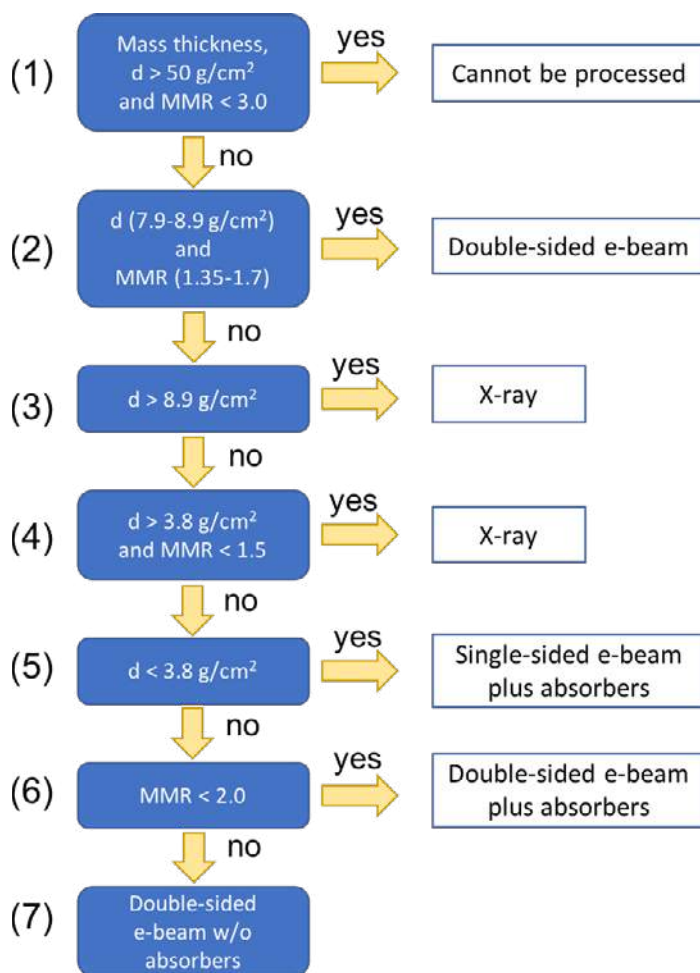 (1)
Mass thickness,
d > 50 g/cm²
and MMR < 3.0
yes
Cannot be processed
no
(2)
d (7.9-8.9 g/cm²)
and
MMR (1.35-1.7)
yes
Double-sided e-beam
no
(3)
d > 8.9 g/cm²
yes
X-ray
no
(4)
d > 3.8 g/cm²
and MMR < 1.5
yes
X-ray
no
(5)
d < 3.8 g/cm²
yes
Single-sided e-beam
plus absorbers
no
(6)
MMR < 2.0
yes
Double-sided e-beam
plus absorbers
no
(7)
Double-sided
e-beam w/o
absorbers